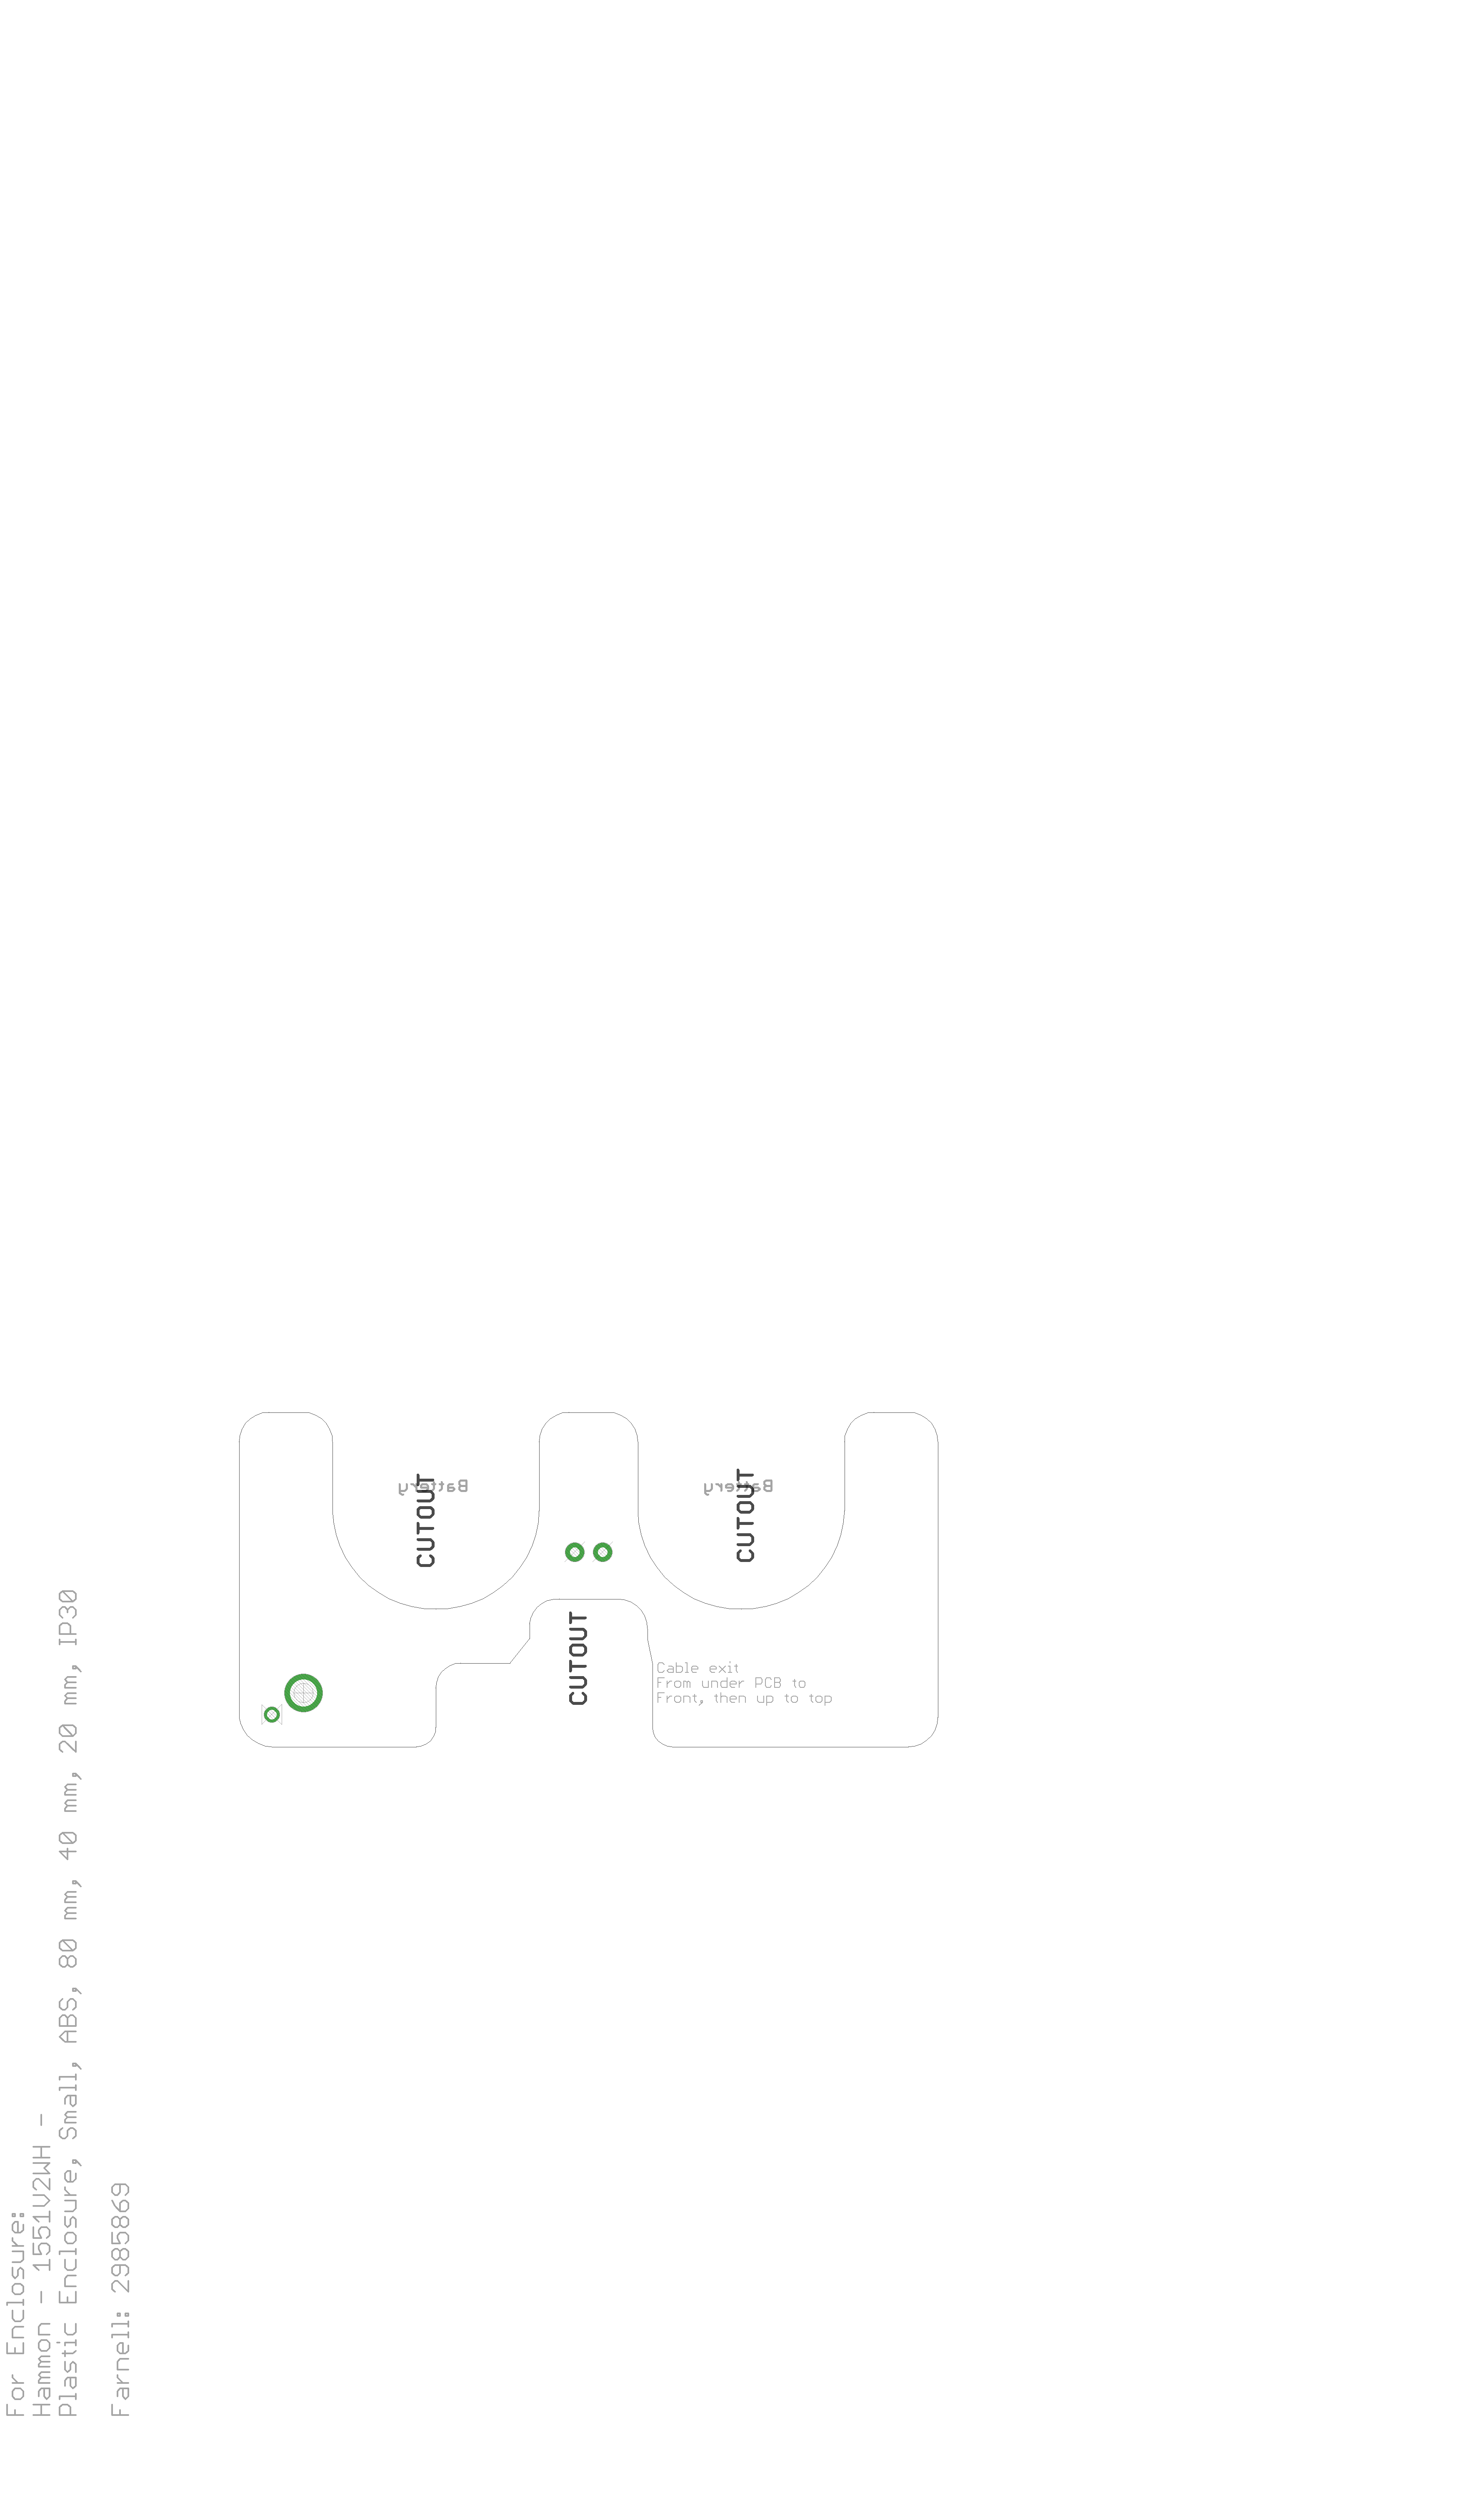 For Enclosure:
Hammon - 1551V2WH -
Plastic Enclosure, Small, ABS, 80 mm, 40 mm, 20 mm, IP30
Farnell: 2985869
Battery
CUTOUT
Battery
CUTOUT
CUTOUT
Cable exit
From under PCB to
Front, then up to top